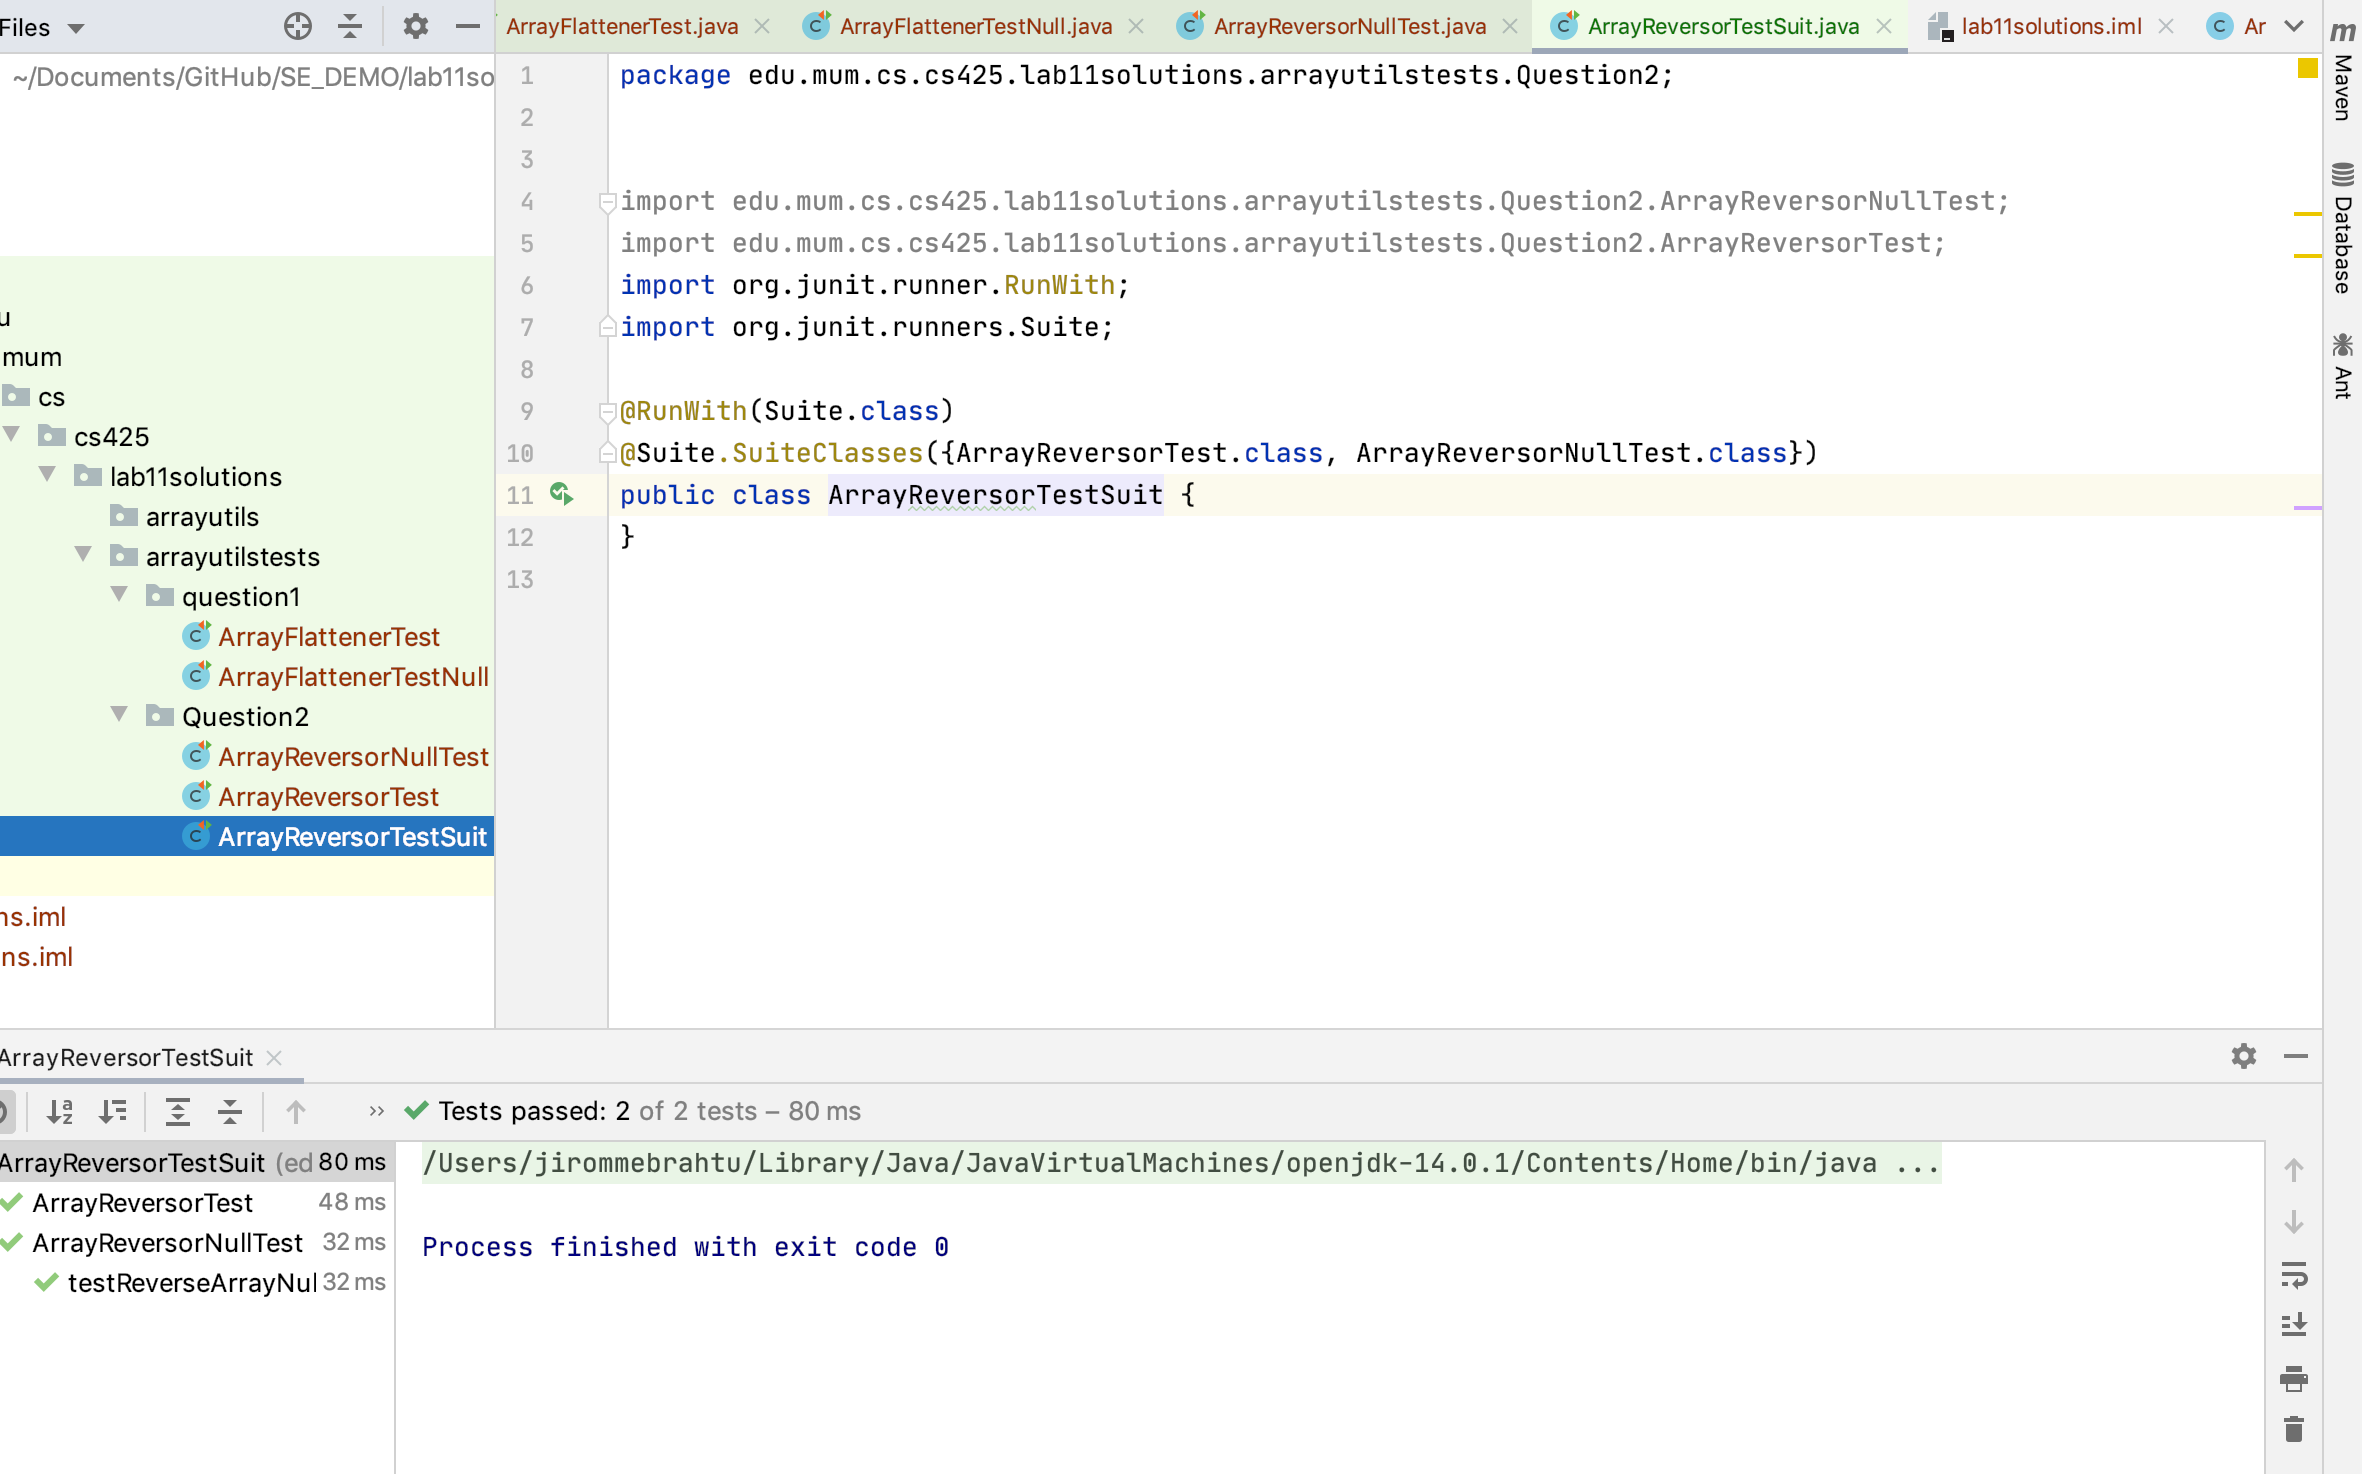 Files
ArrayFlattenerTest.java
ArrayFlattenerTestNull.java
ArrayReversorNullTest.java
ArrayReversorTestSuit.java
lab11solutions.iml
Ar
~/Documents/GitHub/SE_DEMO/lab11so
u
mum
cs
cs425
lab11solutions
arrayutils
arrayutilstests
question1
ArrayFlattenerTest
ArrayFlattenerTestNull
Question2
ArrayReversorNullTest
ArrayReversorTest
ArrayReversorTestSuit
ns.iml
ns.iml
1 package edu.mum.cs.cs425.lab11solutions.arrayutilstests.Question2;
2
3
4 import edu.mum.cs.cs425.lab11solutions.arrayutilstests.Question2.ArrayReversorNullTest;
5 import edu.mum.cs.cs425.lab11solutions.arrayutilstests.Question2.ArrayReversorTest;
6 import org.junit.runner.RunWith;
7 import org.junit.runners.Suite;
8
9 @RunWith(Suite.class)
10 @Suite.SuiteClasses({ArrayReversorTest.class, ArrayReversorNullTest.class})
11 public class ArrayReversorTestSuit {
12 }
13
m Maven
Database
Ant
ArrayReversorTestSuit
>> Tests passed: 2 of 2 tests – 80 ms
ArrayReversorTestSuit (ed 80 ms
ArrayReversorTest 48 ms
ArrayReversorNullTest 32 ms
testReverseArrayNul 32 ms
/Users/jirommebrahtu/Library/Java/JavaVirtualMachines/openjdk-14.0.1/Contents/Home/bin/java ...
Process finished with exit code 0